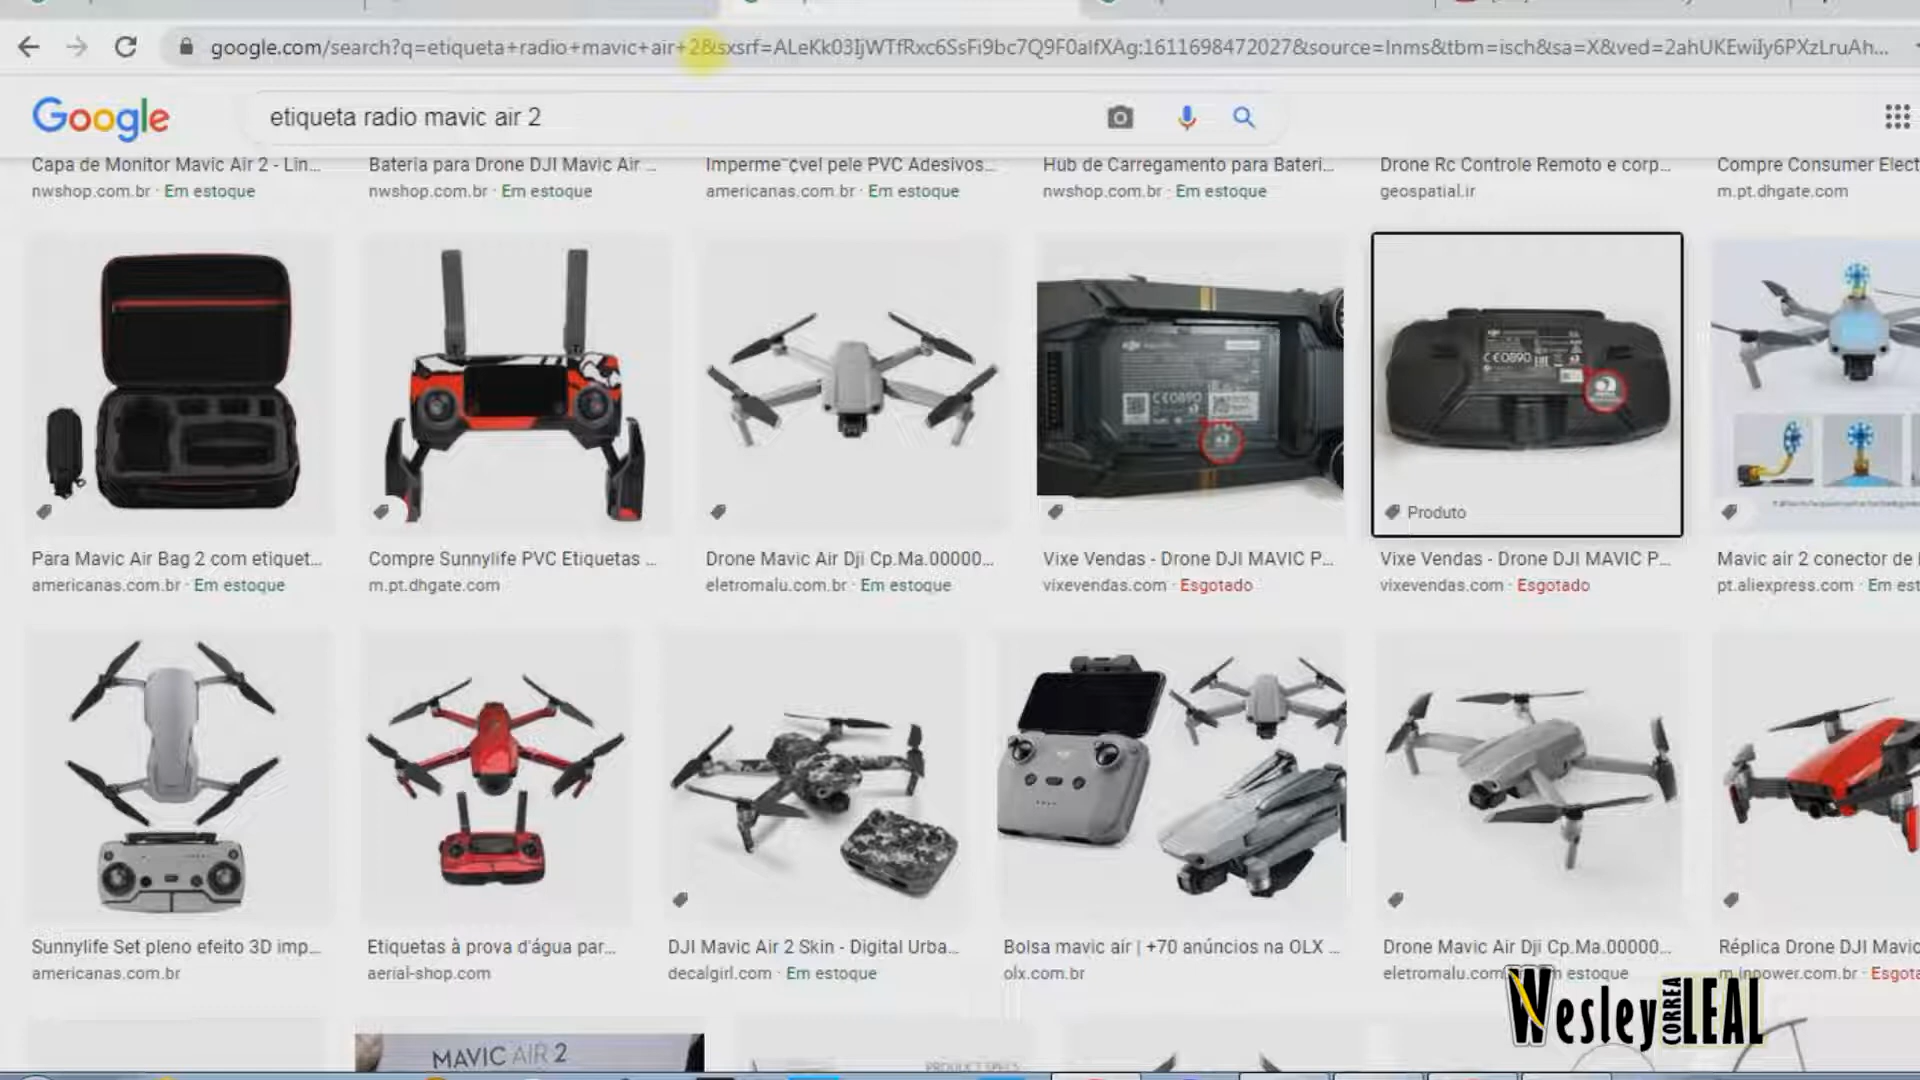 google.com/search?q=etiqueta+radio+mavic+air+2&sxsrf=ALeKk03IjWTfRxc6SsFi9bc7Q9F0aIfXAg:1611698472027&source=lnms&tbm=isch&sa=X&ved=2ahUKEwiIy6PXzLruAh...
Google
etiqueta radio mavic air 2
Capa de Monitor Mavic Air 2 - Lin...
nwshop.com.br · Em estoque
Bateria para Drone DJI Mavic Air ...
nwshop.com.br · Em estoque
Imperme¨çvel pele PVC Adesivos...
americanas.com.br · Em estoque
Hub de Carregamento para Bateri...
nwshop.com.br · Em estoque
Drone Rc Controle Remoto e corp...
geospatial.ir
Compre Consumer Elect
m.pt.dhgate.com
CE0890
CE0890
Produto
Para Mavic Air Bag 2 com etiquet...
americanas.com.br · Em estoque
Compre Sunnylife PVC Etiquetas ...
m.pt.dhgate.com
Drone Mavic Air Dji Cp.Ma.00000...
eletromalu.com.br · Em estoque
Vixe Vendas - Drone DJI MAVIC P...
vixevendas.com · Esgotado
Vixe Vendas - Drone DJI MAVIC P...
vixevendas.com · Esgotado
Mavic air 2 conector de
pt.aliexpress.com · Em est
Sunnylife Set pleno efeito 3D imp...
americanas.com.br
Etiquetas à prova d'água par...
aerial-shop.com
DJI Mavic Air 2 Skin - Digital Urba...
decalgirl.com · Em estoque
Bolsa mavic air | +70 anúncios na OLX ...
olx.com.br
Drone Mavic Air Dji Cp.Ma.00000...
eletromalu.com estoque
Réplica Drone DJI Mavic
m.inpower.com.br · Esgota
Wesley CORREA LEAL
MAVIC AIR 2
PRODUCT SPECS